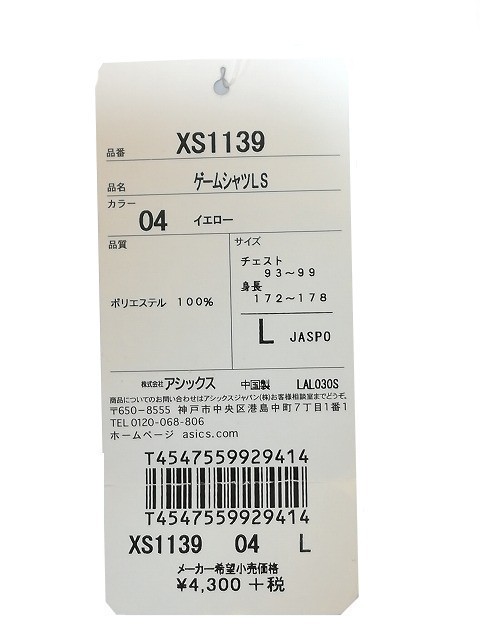 品番 XS1139
品名 ゲームシャツLS
カラー
04 イエロー
品質 サイズ
チェスト
93～99
身長
ポリエステル 100% 172～178
L JASPO
株式会社アシックス 中国製 LAL030S
商品についてのお問い合わせはアシックスジャパン(株)お客様相談室までどうぞ。
〒650-8555 神戸市中央区港島中町7丁目1番1
TEL 0120-068-806
ホームページ asics.com
T4547559929414
T4547559929414
XS1139 04 L
メーカー希望小売価格
¥4,300 +税